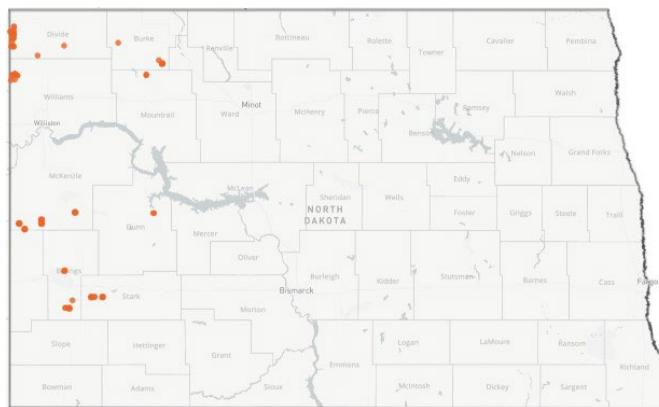 Divide
Burke
Renville
Bottineau
Rolette
Towner
Cavalier
Pembina
Williams
Mountrail
Ward
Minot
McHenry
Pierce
Benson
Ramsey
Walsh
Williston
Nelson
Grand Forks
McKenzie
McLean
Sheridan
Wells
Eddy
Foster
Griggs
Steele
Traill
NORTH
DAKOTA
Dunn
Mercer
Oliver
Billings
Stark
Burleigh
Kidder
Stutsman
Barnes
Cass
Fargo
Bismarck
Morton
Slope
Hettinger
Grant
Emmons
Logan
LaMoure
Ransom
Richland
Bowman
Adams
Sioux
McIntosh
Dickey
Sargent